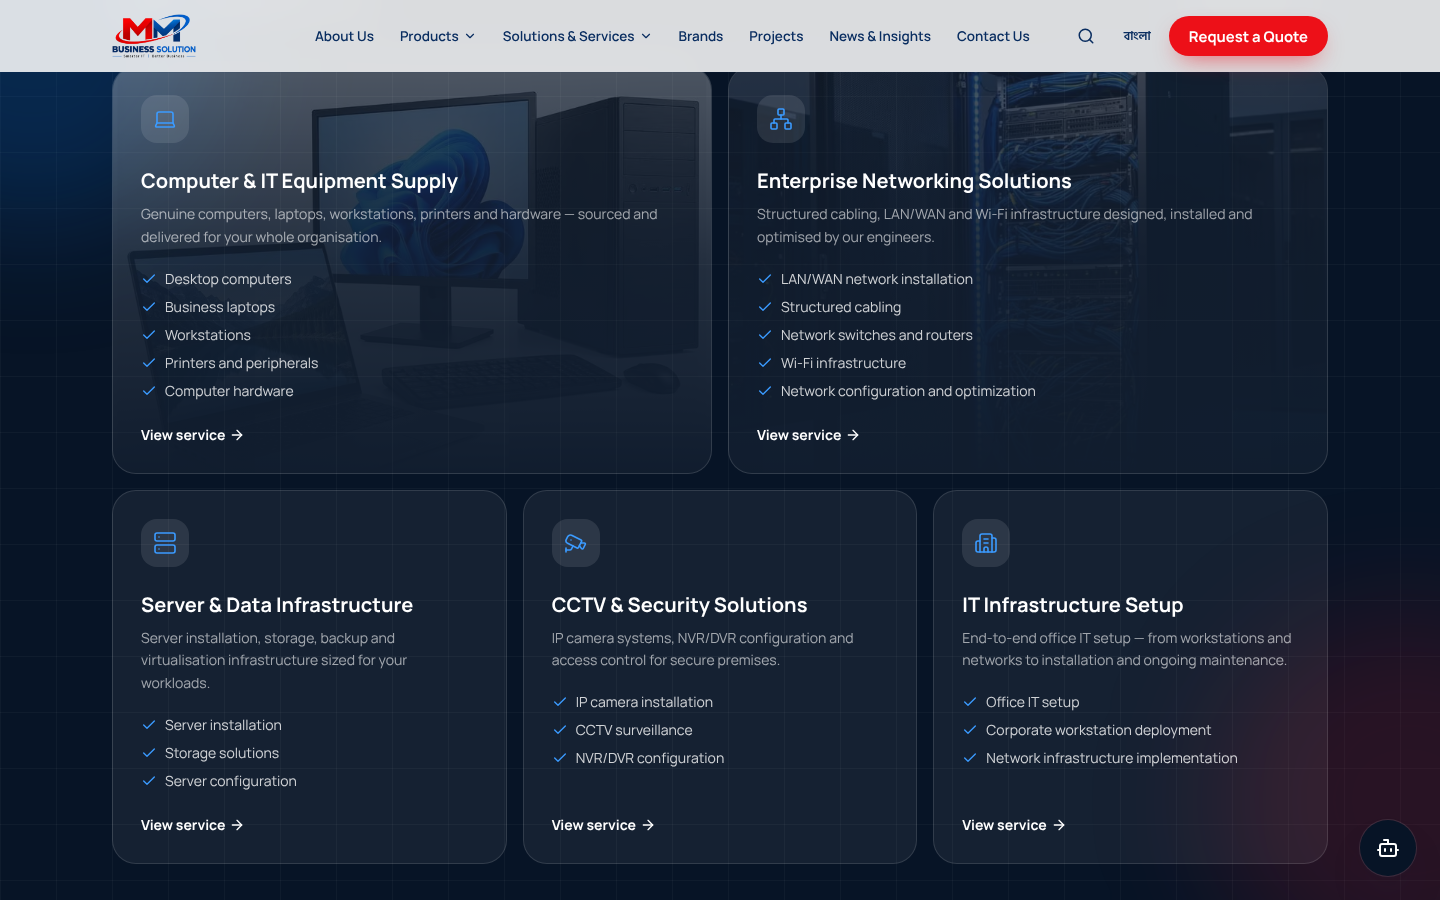 MM
BUSINESS SOLUTION
Smarter IT | Better Business
About Us
Products
Solutions & Services
Brands
Projects
News & Insights
Contact Us
বাংলা
Request a Quote
Computer & IT Equipment Supply
Genuine computers, laptops, workstations, printers and hardware — sourced and
delivered for your whole organisation.
Desktop computers
Business laptops
Workstations
Printers and peripherals
Computer hardware
View service
Enterprise Networking Solutions
Structured cabling, LAN/WAN and Wi-Fi infrastructure designed, installed and
optimised by our engineers.
LAN/WAN network installation
Structured cabling
Network switches and routers
Wi-Fi infrastructure
Network configuration and optimization
View service
Server & Data Infrastructure
Server installation, storage, backup and
virtualisation infrastructure sized for your
workloads.
Server installation
Storage solutions
Server configuration
View service
CCTV & Security Solutions
IP camera systems, NVR/DVR configuration and
access control for secure premises.
IP camera installation
CCTV surveillance
NVR/DVR configuration
View service
IT Infrastructure Setup
End-to-end office IT setup — from workstations and
networks to installation and ongoing maintenance.
Office IT setup
Corporate workstation deployment
Network infrastructure implementation
View service